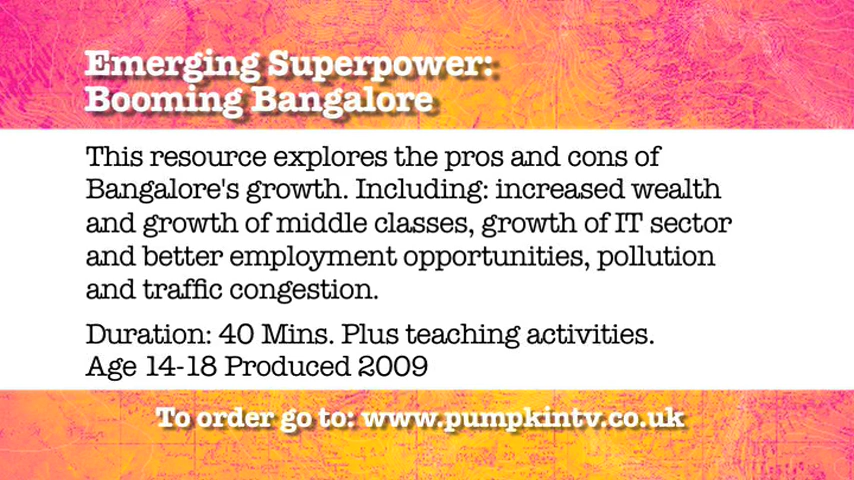 Emerging Superpower:
Booming Bangalore
This resource explores the pros and cons of
Bangalore's growth. Including: increased wealth
and growth of middle classes, growth of IT sector
and better employment opportunities, pollution
and traffic congestion.
Duration: 40 Mins. Plus teaching activities.
Age 14-18 Produced 2009
To order go to: www.pumpkintv.co.uk